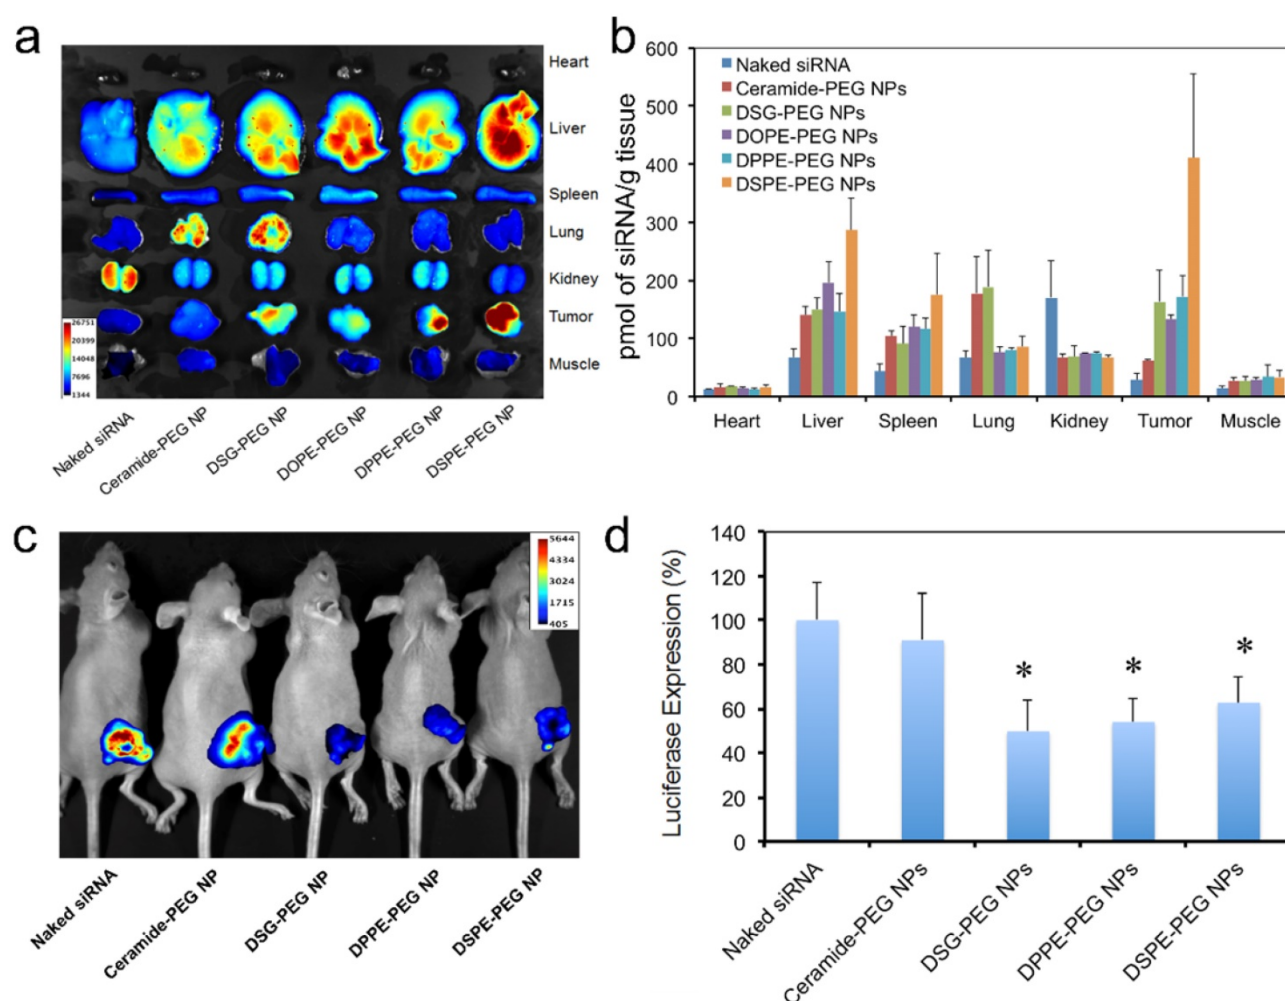 a
Heart
Liver
Spleen
Lung
Kidney
Tumor
Muscle
26751
20399
14048
7696
1344
Naked siRNA
Ceramide-PEG NP
DSG-PEG NP
DOPE-PEG NP
DPPE-PEG NP
DSPE-PEG NP
b
pmol of siRNA/g tissue
600
500
400
300
200
100
0
Naked siRNA
Ceramide-PEG NPs
DSG-PEG NPs
DOPE-PEG NPs
DPPE-PEG NPs
DSPE-PEG NPs
Heart Liver Spleen Lung Kidney Tumor Muscle
c
5644
4334
3024
1715
405
Naked siRNA
Ceramide-PEG NP
DSG-PEG NP
DPPE-PEG NP
DSPE-PEG NP
d
Luciferase Expression (%)
140
120
100
80
60
40
20
0
* * *
Naked siRNA
Ceramide-PEG NPs
DSG-PEG NPs
DPPE-PEG NPs
DSPE-PEG NPs